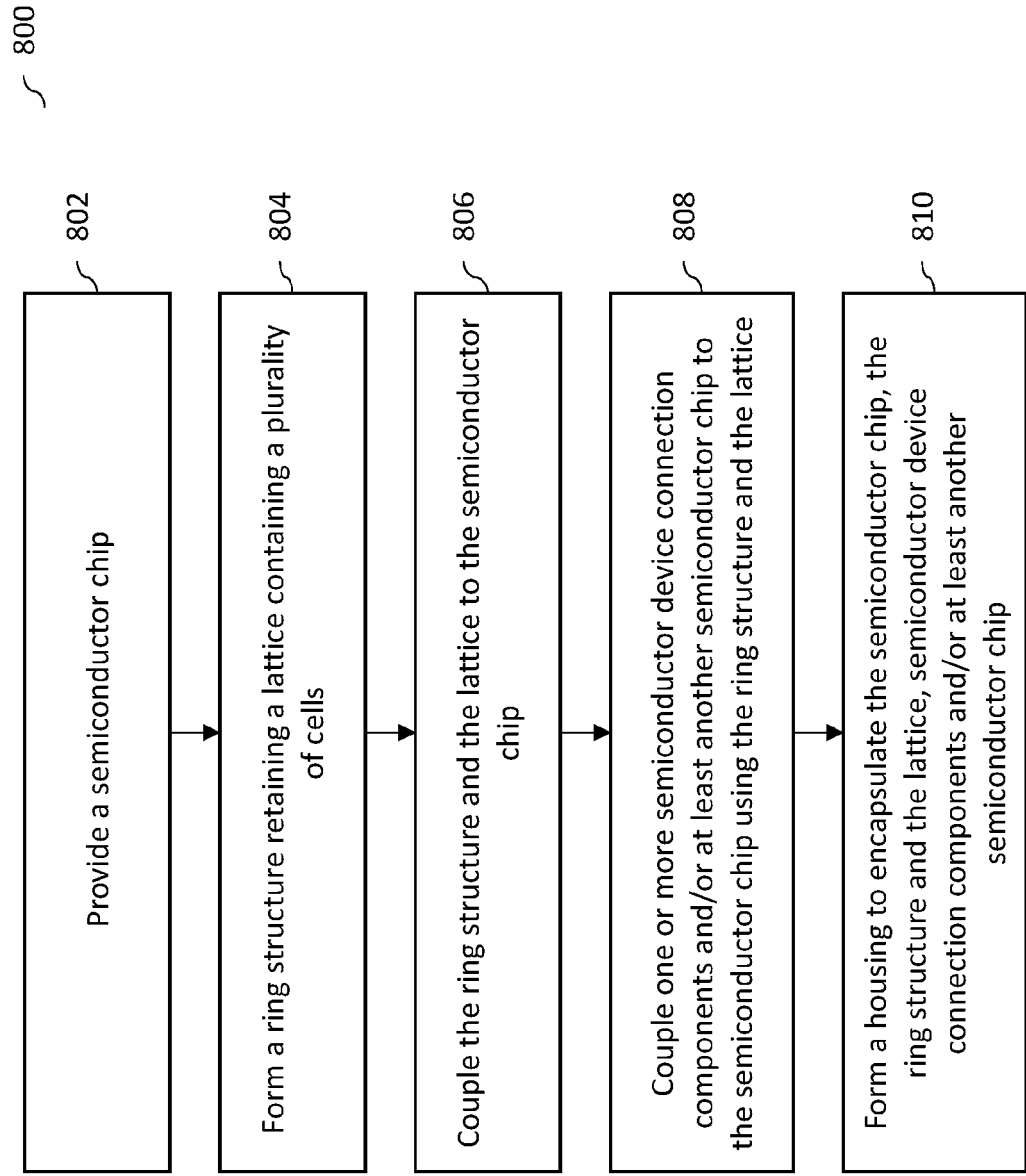 800
Provide a semiconductor chip
802
Form a ring structure retaining a lattice containing a plurality
of cells
804
Couple the ring structure and the lattice to the semiconductor
chip
806
Couple one or more semiconductor device connection
components and/or at least another semiconductor chip to
the semiconductor chip using the ring structure and the lattice
808
Form a housing to encapsulate the semiconductor chip, the
ring structure and the lattice, semiconductor device
connection components and/or at least another
semiconductor chip
810